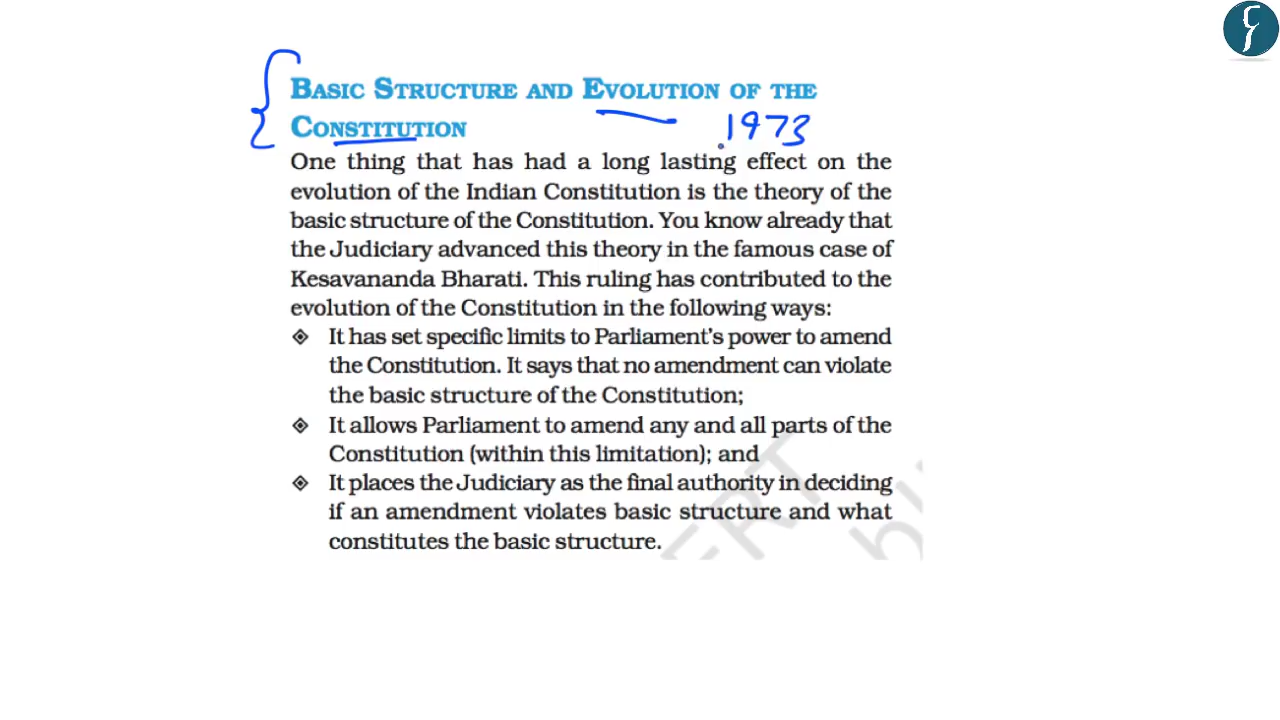 BASIC STRUCTURE AND EVOLUTION OF THE
CONSTITUTION
1973
One thing that has had a long lasting effect on the
evolution of the Indian Constitution is the theory of the
basic structure of the Constitution. You know already that
the Judiciary advanced this theory in the famous case of
Kesavananda Bharati. This ruling has contributed to the
evolution of the Constitution in the following ways:
It has set specific limits to Parliament’s power to amend
the Constitution. It says that no amendment can violate
the basic structure of the Constitution;
It allows Parliament to amend any and all parts of the
Constitution (within this limitation); and
It places the Judiciary as the final authority in deciding
if an amendment violates basic structure and what
constitutes the basic structure.